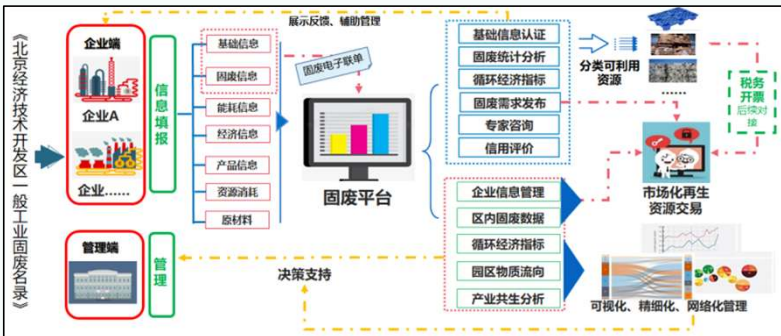 《北京经济技术开发区一般工业固废名录》
企业端
企业A
企业……
管理端
信息填报
管理
基础信息
固废信息
能耗信息
经济信息
产品信息
资源消耗
原材料
展示反馈、辅助管理
固废电子联单
固废平台
决策支持
基础信息认证
固废统计分析
循环经济指标
固废需求发布
专家咨询
信用评价
企业信息管理
区内固废数据
循环经济指标
园区物质流向
产业共生分析
分类可利用
资源
……
税务
开票
后续对
接
市场化再生
资源交易
可视化、精细化、网络化管理